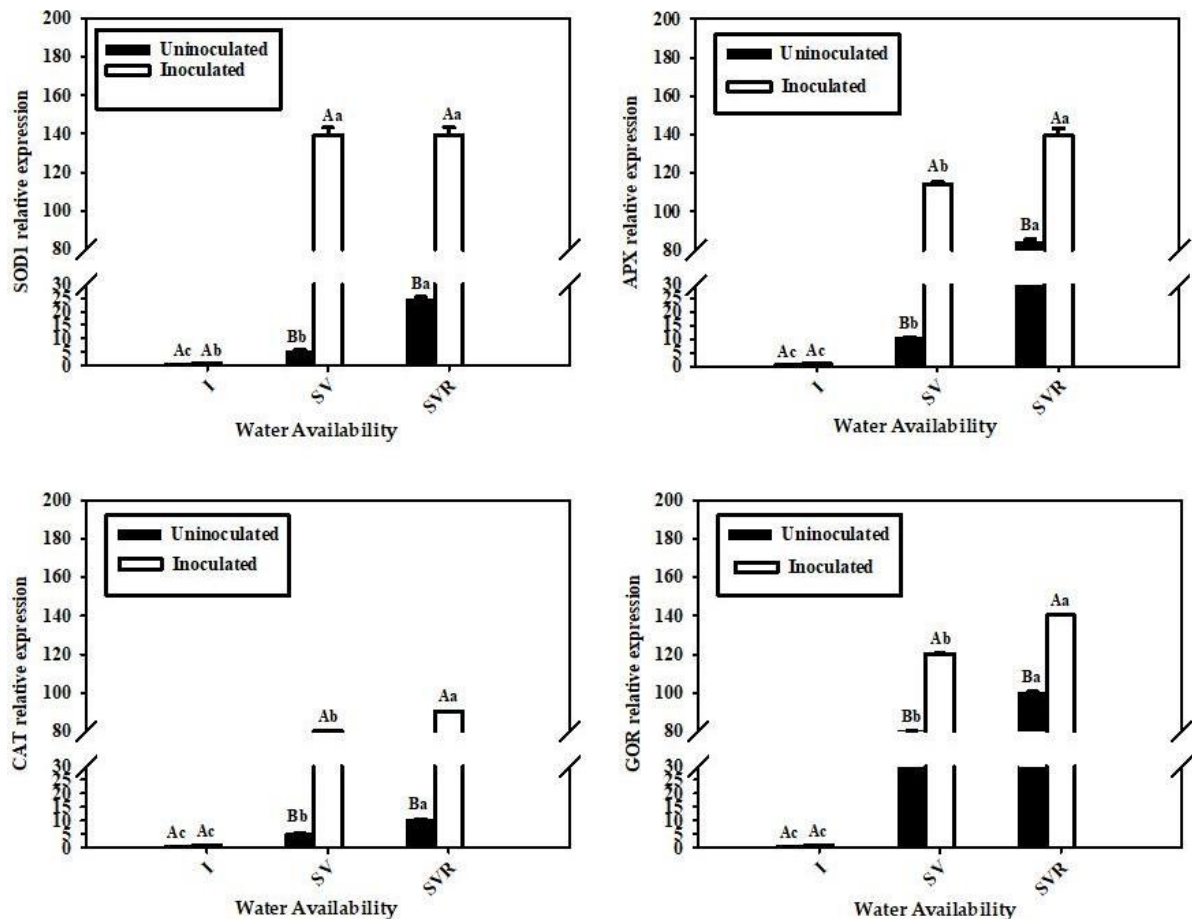 SOD1 relative expression
200
180
160
140
120
100
80
30
25
20
15
10
5
0
Uninoculated
Inoculated
Ac Ab
Bb
Aa
Ba
Aa
I
SV
SVR
Water Availability
APX relative expression
200
180
160
140
120
100
80
30
25
20
15
10
5
0
Uninoculated
Inoculated
Ac Ac
Bb
Ab
Ba
Aa
I
SV
SVR
Water Availability
CAT relative expression
200
180
160
140
120
100
80
30
25
20
15
10
5
0
Uninoculated
Inoculated
Ac Ac
Bb
Ab
Ba
Aa
I
SV
SVR
Water Availability
GOR relative expression
200
180
160
140
120
100
80
30
25
20
15
10
5
0
Uninoculated
Inoculated
Ac Ac
Bb
Ab
Ba
Aa
I
SV
SVR
Water Availability